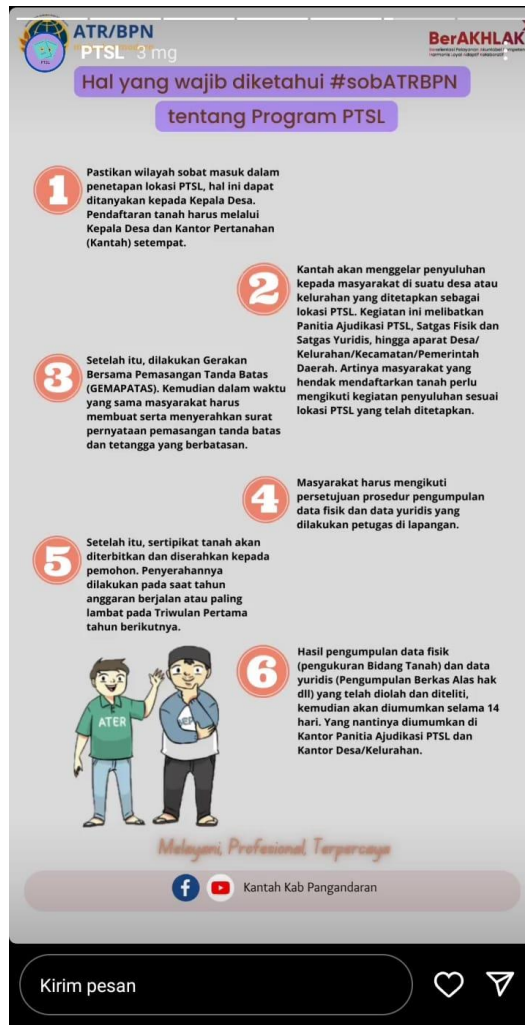 ATR/BPN
BerAKHLAK
PTSL 3 mg
Hal yang wajib diketahui #sobATRBPN
tentang Program PTSL
1
Pastikan wilayah sobat masuk dalam
penetapan lokasi PTSL, hal ini dapat
ditanyakan kepada Kepala Desa.
Pendaftaran tanah harus melalui
Kepala Desa dan Kantor Pertanahan
(Kantah) setempat.
2
Kantah akan menggelar penyuluhan
kepada masyarakat di suatu desa atau
kelurahan yang ditetapkan sebagai
lokasi PTSL. Kegiatan ini melibatkan
Panitia Ajudikasi PTSL, Satgas Fisik dan
Satgas Yuridis, hingga aparat Desa/
Kelurahan/Kecamatan/Pemerintah
Daerah. Artinya masyarakat yang
hendak mendaftarkan tanah perlu
mengikuti kegiatan penyuluhan sesuai
lokasi PTSL yang telah ditetapkan.
3
Setelah itu, dilakukan Gerakan
Bersama Pemasangan Tanda Batas
(GEMAPATAS). Kemudian dalam waktu
yang sama masyarakat harus
membuat serta menyerahkan surat
pernyataan pemasangan tanda batas
dan tetangga yang berbatasan.
4
Masyarakat harus mengikuti
persetujuan prosedur pengumpulan
data fisik dan data yuridis yang
dilakukan petugas di lapangan.
5
Setelah itu, sertipikat tanah akan
diterbitkan dan diserahkan kepada
pemohon. Penyerahannya
dilakukan pada saat tahun
anggaran berjalan atau paling
lambat pada Triwulan Pertama
tahun berikutnya.
6
Hasil pengumpulan data fisik
(pengukuran Bidang Tanah) dan data
yuridis (Pengumpulan Berkas Alas hak
dll) yang telah diolah dan diteliti,
kemudian akan diumumkan selama 14
hari. Yang nantinya diumumkan di
Kantor Panitia Ajudikasi PTSL dan
Kantor Desa/Kelurahan.
ATER
Melayani, Profesional, Terpercaya
Kantah Kab Pangandaran
Kirim pesan